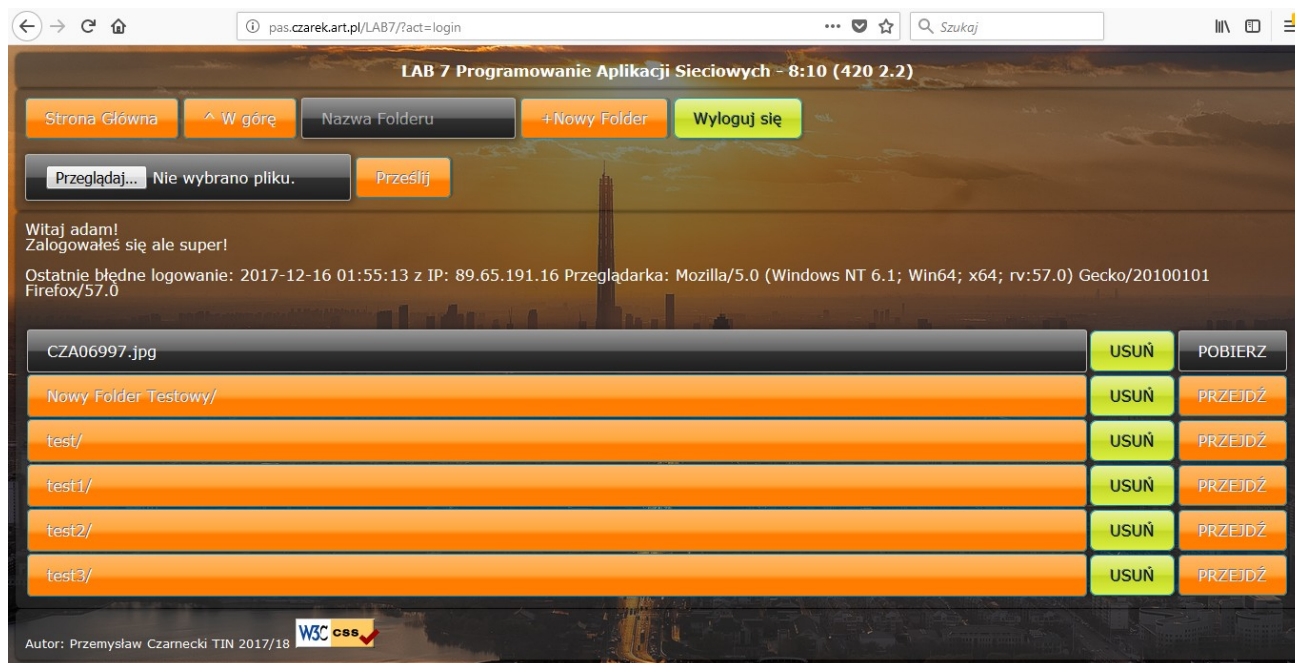 pas.czarek.art.pl/LAB7/?act=login
Szukaj
LAB 7 Programowanie Aplikacji Sieciowych - 8:10 (420 2.2)
Strona Główna ^ W górę Nazwa Folderu +Nowy Folder Wyloguj się
Przeglądaj... Nie wybrano pliku. Prześlij
Witaj adam!
Zalogowałeś się ale super!
Ostatnie błędne logowanie: 2017-12-16 01:55:13 z IP: 89.65.191.16 Przeglądarka: Mozilla/5.0 (Windows NT 6.1; Win64; x64; rv:57.0) Gecko/20100101
Firefox/57.0
CZA06997.jpg USUŃ POBIERZ
Nowy Folder Testowy/ USUŃ PRZEJDŹ
test/ USUŃ PRZEJDŹ
test1/ USUŃ PRZEJDŹ
test2/ USUŃ PRZEJDŹ
test3/ USUŃ PRZEJDŹ
Autor: Przemysław Czarnecki TIN 2017/18 W3C css